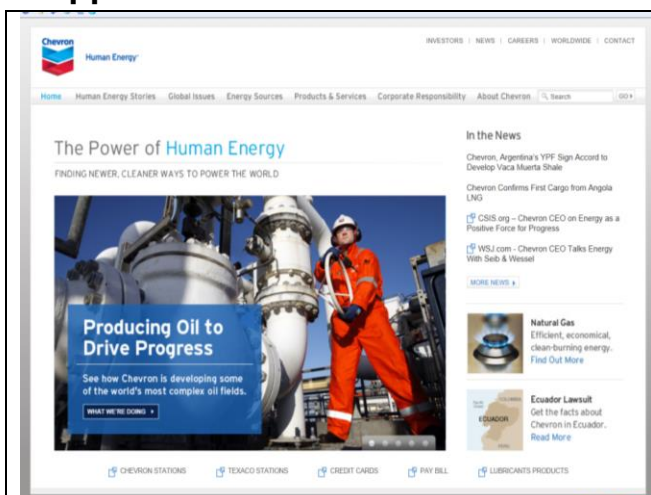 Chevron
Human Energy
INVESTORS | NEWS | CAREERS | WORLDWIDE | CONTACT
Home Human Energy Stories Global Issues Energy Sources Products & Services Corporate Responsibility About Chevron Search GO
The Power of Human Energy
FINDING NEWER, CLEANER WAYS TO POWER THE WORLD
Producing Oil to
Drive Progress
See how Chevron is developing some
of the world's most complex oil fields.
WHAT WE'RE DOING
In the News
Chevron, Argentina's YPF Sign Accord to
Develop Vaca Muerta Shale
Chevron Confirms First Cargo from Angola
LNG
CSIS.org – Chevron CEO on Energy as a
Positive Force for Progress
WSJ.com - Chevron CEO Talks Energy
With Seib & Wessel
MORE NEWS
Natural Gas
Efficient, economical,
clean-burning energy.
Find Out More
ECUADOR
Ecuador Lawsuit
Get the facts about
Chevron in Ecuador.
Read More
CHEVRON STATIONS TEXACO STATIONS CREDIT CARDS PAY BILL LUBRICANTS PRODUCTS